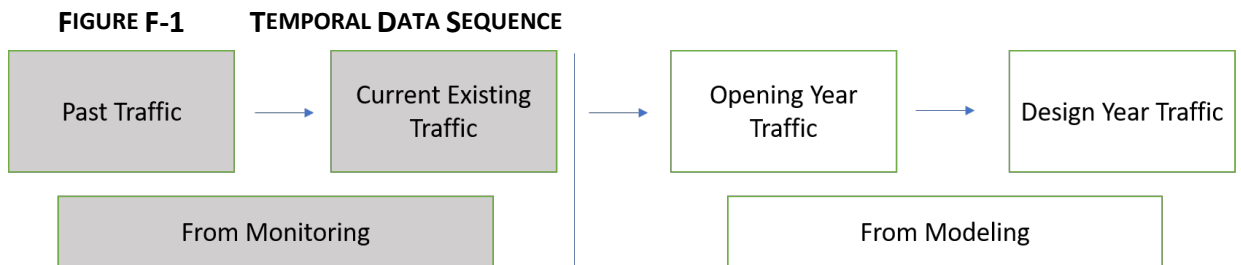 FIGURE F-1 TEMPORAL DATA SEQUENCE
Past Traffic
Current Existing
Traffic
Opening Year
Traffic
Design Year Traffic
From Monitoring
From Modeling